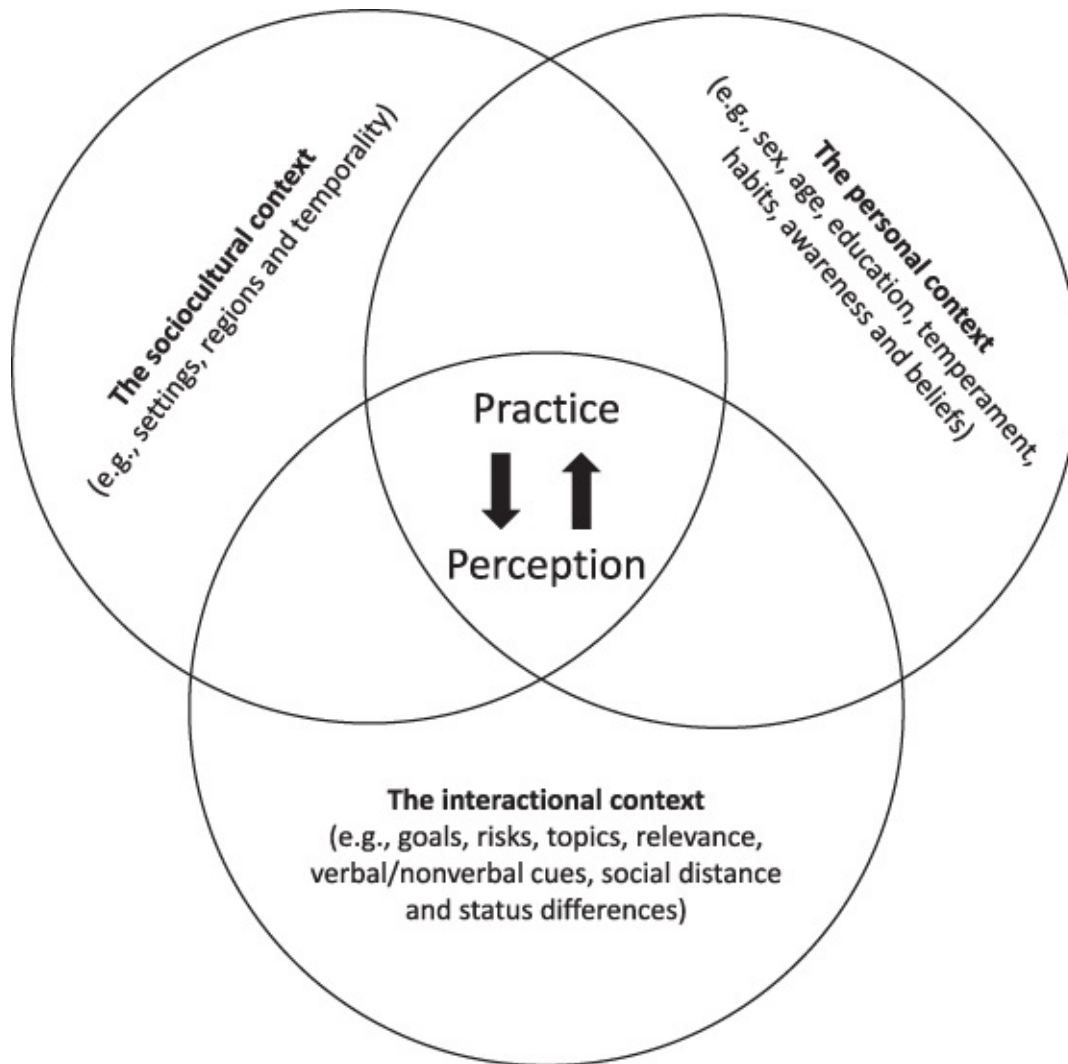 The sociocultural context
(e.g., settings, regions and temporality)
The personal context
(e.g., sex, age, education, temperament,
habits, awareness and beliefs)
Practice
Perception
The interactional context
(e.g., goals, risks, topics, relevance,
verbal/nonverbal cues, social distance
and status differences)